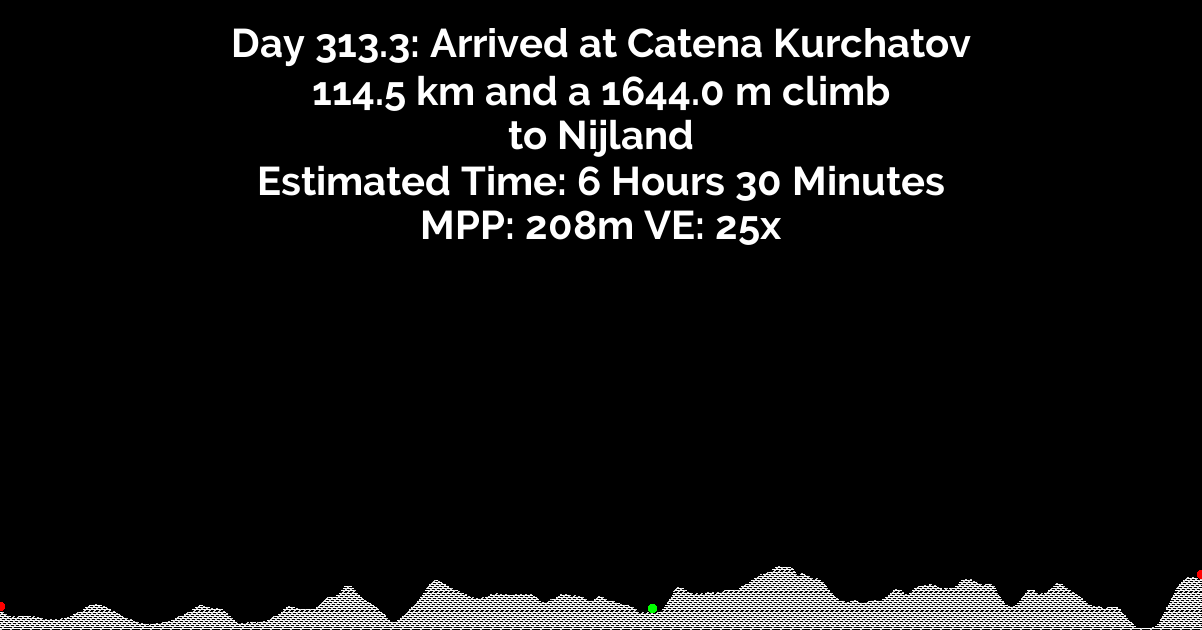 Day 313.3: Arrived at Catena Kurchatov
114.5 km and a 1644.0 m climb
to Nijland
Estimated Time: 6 Hours 30 Minutes
MPP: 208m VE: 25x